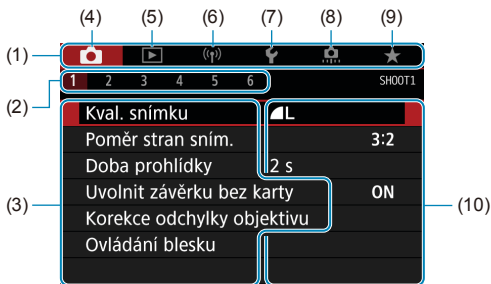 (4) (5) (6) (7) (8) (9)
(1)
1 2 3 4 5 6 SHOOT1
(2)
Kval. snímku L
Poměr stran sním. 3:2
Doba prohlídky 2 s
Uvolnit závěrku bez karty ON
(3) (10)
Korekce odchylky objektivu
Ovládání blesku